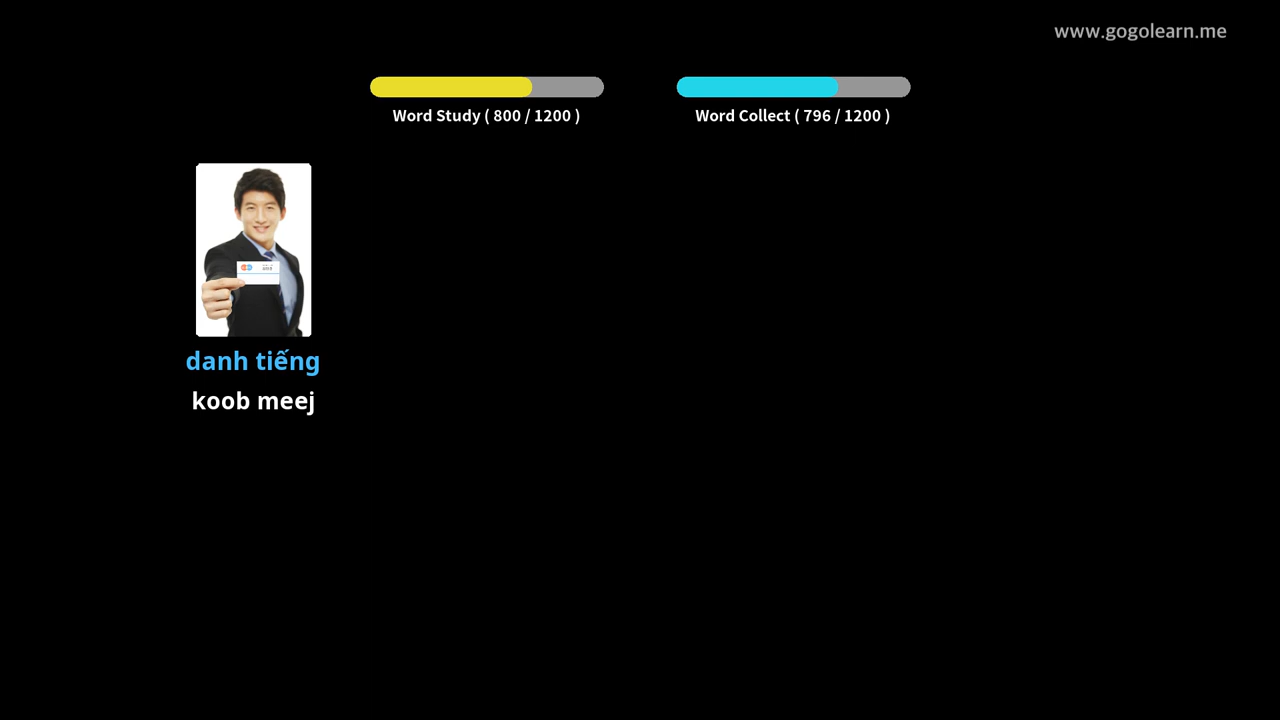 www.gogolearn.me
Word Study ( 800 / 1200 )
Word Collect ( 796 / 1200 )
danh tiếng
koob meej